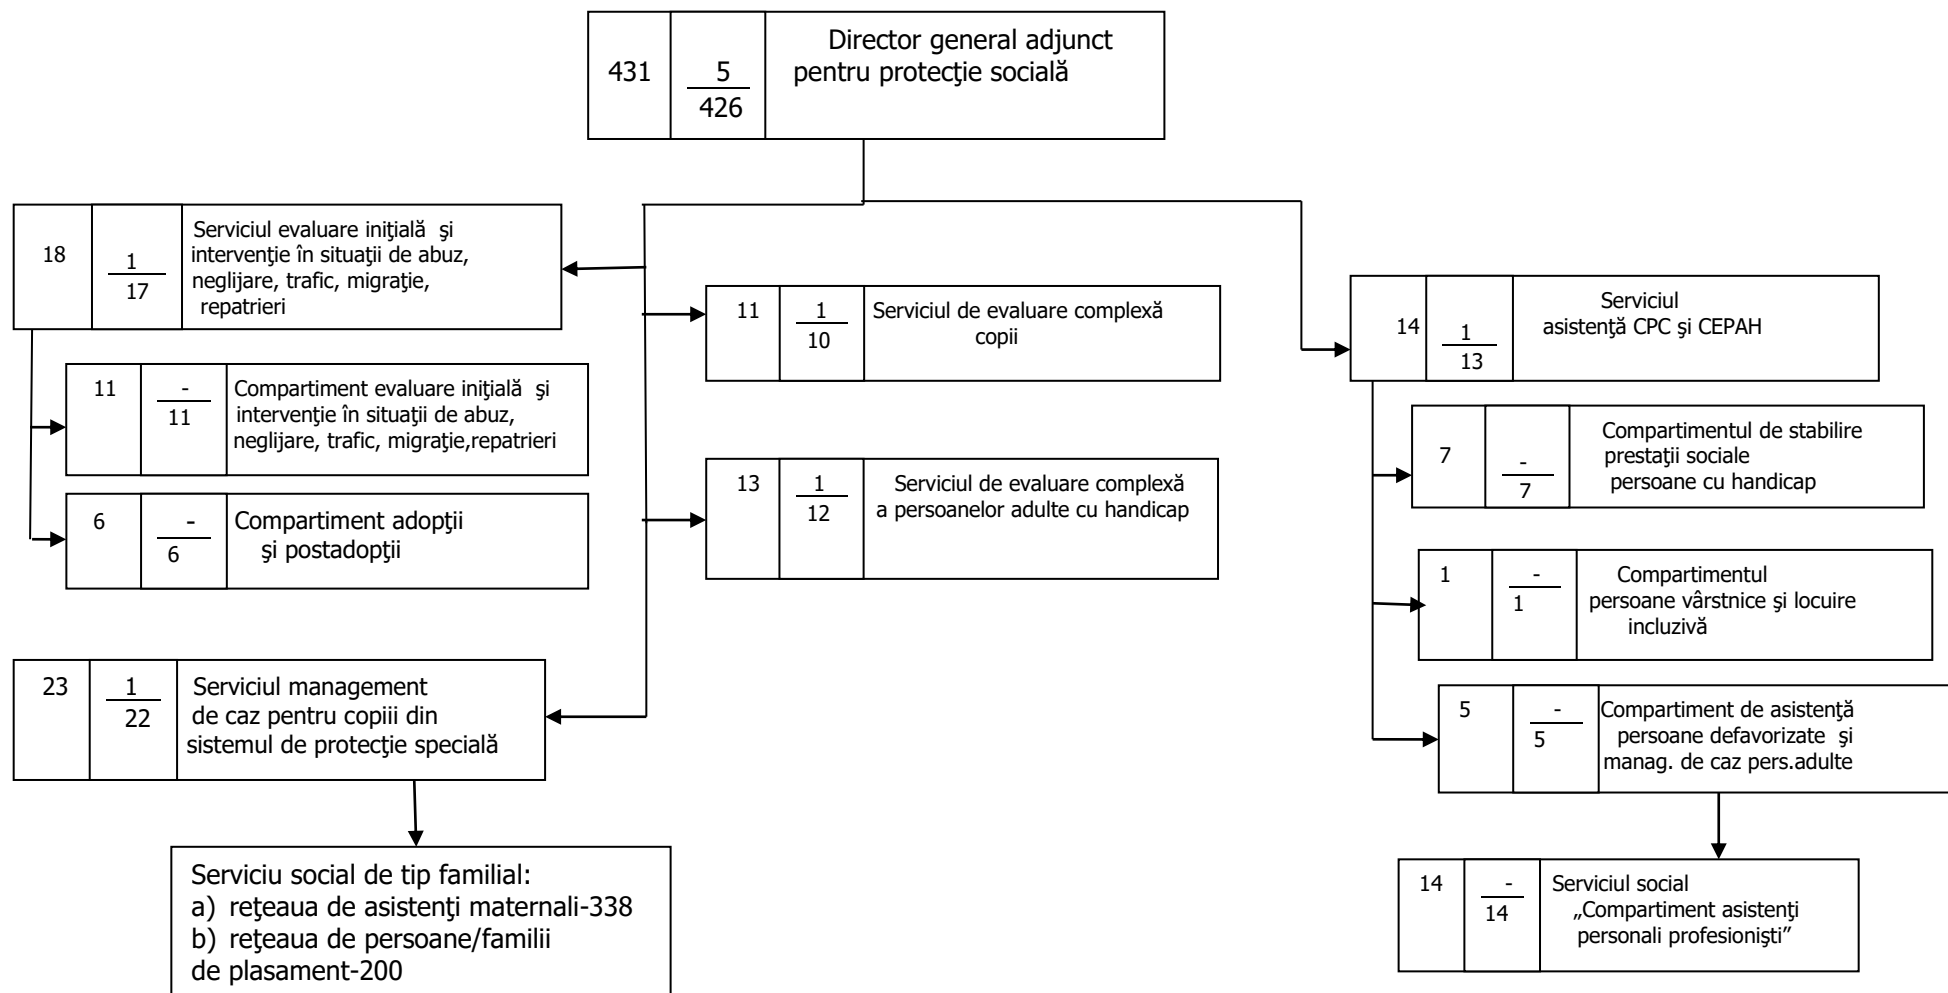 431
5
426
Director general adjunct
pentru protecţie socială
18
1
17
Serviciul evaluare iniţială şi
intervenţie în situaţii de abuz,
neglijare, trafic, migraţie,
repatrieri
11
-
11
Compartiment evaluare iniţială şi
intervenţie în situaţii de abuz,
neglijare, trafic, migraţie,repatrieri
6
-
6
Compartiment adopţii
şi postadopţii
23
1
22
Serviciul management
de caz pentru copiii din
sistemul de protecţie specială
Serviciu social de tip familial:
a) reţeaua de asistenţi maternali-338
b) reţeaua de persoane/familii
de plasament-200
11
1
10
Serviciul de evaluare complexă
copii
13
1
12
Serviciul de evaluare complexă
a persoanelor adulte cu handicap
14
1
13
Serviciul
asistenţă CPC şi CEPAH
7
-
7
Compartimentul de stabilire
prestaţii sociale
persoane cu handicap
1
-
1
Compartimentul
persoane vârstnice şi locuire
incluzivă
5
-
5
Compartiment de asistenţă
persoane defavorizate şi
manag. de caz pers.adulte
14
-
14
Serviciul social
„Compartiment asistenţi
personali profesionişti”